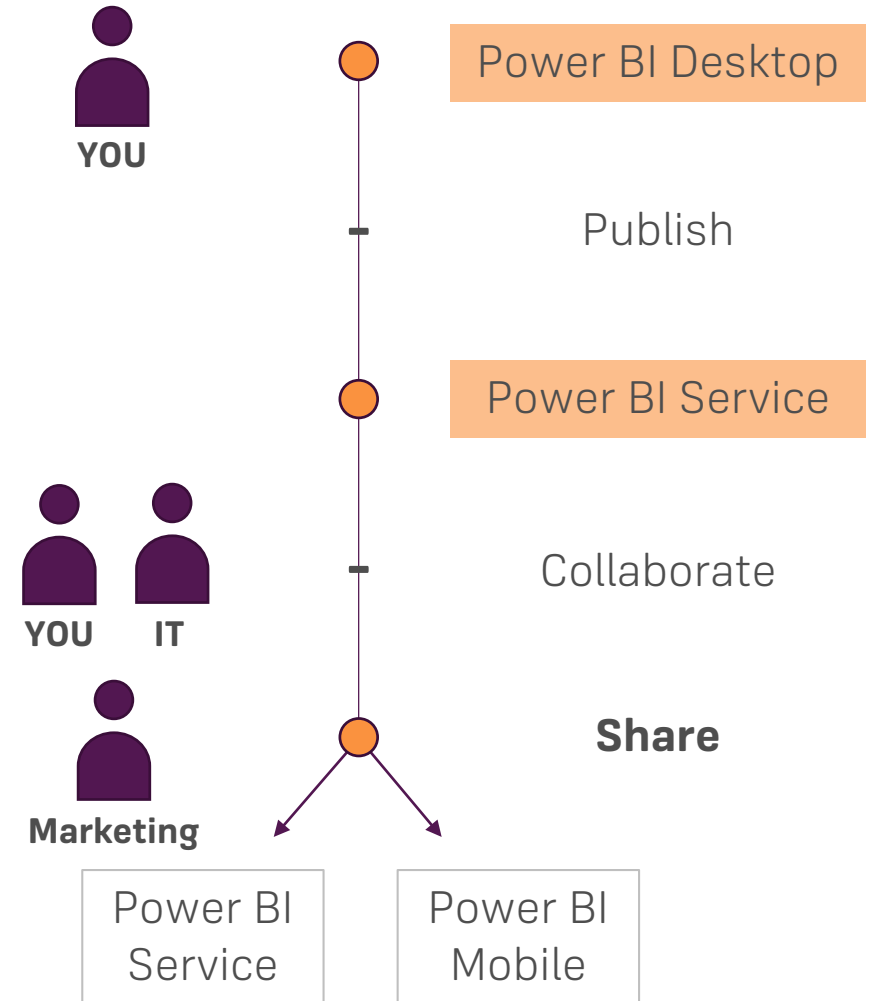 Power BI Desktop
YOU
Publish
Power BI Service
Collaborate
YOU
IT
Share
Marketing
Power BI
Service
Power BI
Mobile